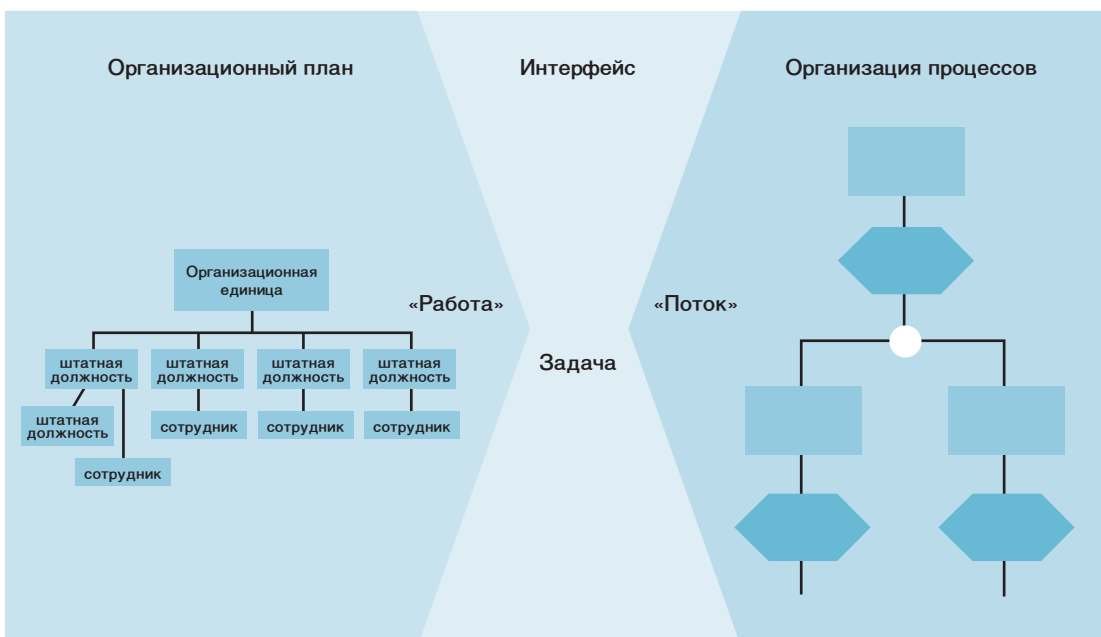 Организационный план
Интерфейс
Организация процессов
Организационная
единица
«Работа»
«Поток»
Задача
штатная
должность
штатная
должность
штатная
должность
штатная
должность
штатная
должность
сотрудник
сотрудник
сотрудник
сотрудник